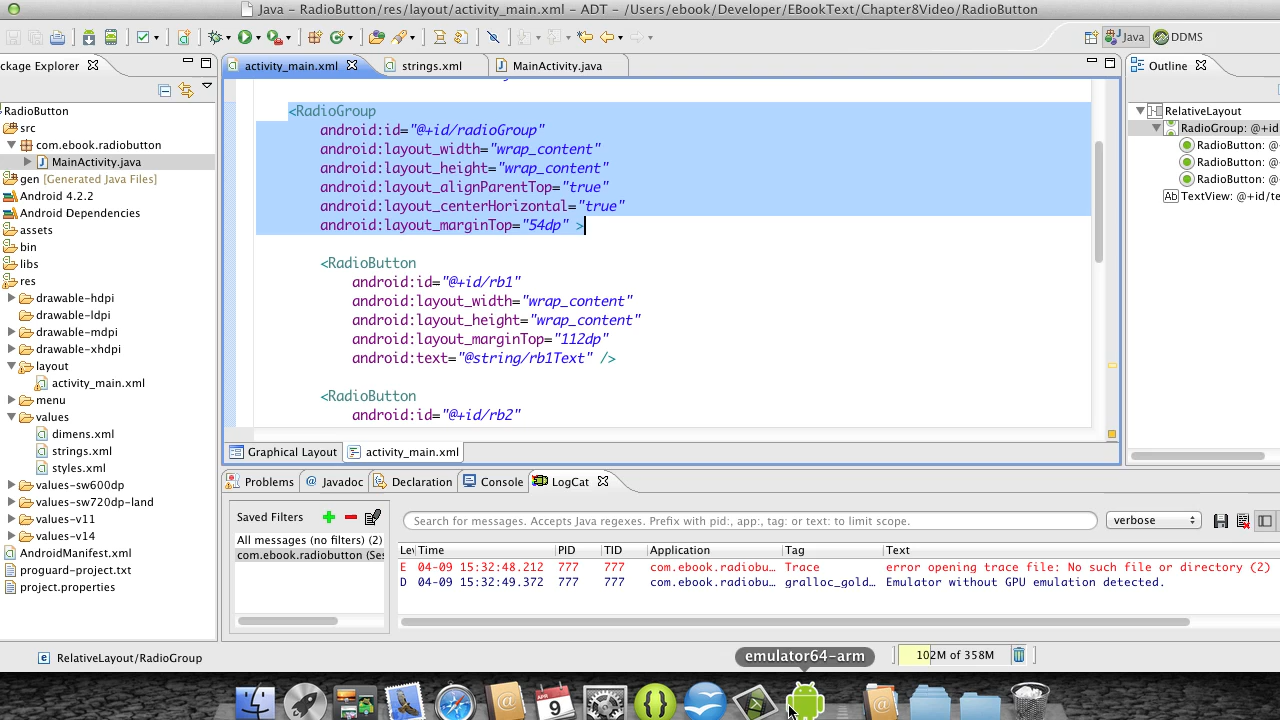 Java – RadioButton/res/layout/activity_main.xml – ADT – /Users/ebook/Developer/EBookText/Chapter8Video/RadioButton
Java
DDMS
ckage Explorer
activity_main.xml
strings.xml
MainActivity.java
Outline
RadioButton
src
com.ebook.radiobutton
MainActivity.java
gen [Generated Java Files]
Android 4.2.2
Android Dependencies
assets
bin
libs
res
drawable-hdpi
drawable-ldpi
drawable-mdpi
drawable-xhdpi
layout
activity_main.xml
menu
values
dimens.xml
strings.xml
styles.xml
values-sw600dp
values-sw720dp-land
values-v11
values-v14
AndroidManifest.xml
proguard-project.txt
project.properties
<RadioGroup
android:id="@+id/radioGroup"
android:layout_width="wrap_content"
android:layout_height="wrap_content"
android:layout_alignParentTop="true"
android:layout_centerHorizontal="true"
android:layout_marginTop="54dp" >
<RadioButton
android:id="@+id/rb1"
android:layout_width="wrap_content"
android:layout_height="wrap_content"
android:layout_marginTop="112dp"
android:text="@string/rb1Text" />
<RadioButton
android:id="@+id/rb2"
RelativeLayout
RadioGroup: @+id
RadioButton: @
RadioButton: @
RadioButton: @
Ab TextView: @+id/te
Graphical Layout
activity_main.xml
Problems
@ Javadoc
Declaration
Console
LogCat
Saved Filters
All messages (no filters) (2)
com.ebook.radiobutton (Ses
Search for messages. Accepts Java regexes. Prefix with pid:, app:, tag: or text: to limit scope.
verbose
Le Time PID TID Application Tag Text
E 04-09 15:32:48.212 777 777 com.ebook.radiobu… Trace error opening trace file: No such file or directory (2)
D 04-09 15:32:49.372 777 777 com.ebook.radiobu… gralloc_gold… Emulator without GPU emulation detected.
RelativeLayout/RadioGroup
emulator64-arm
102M of 358M
APR
9